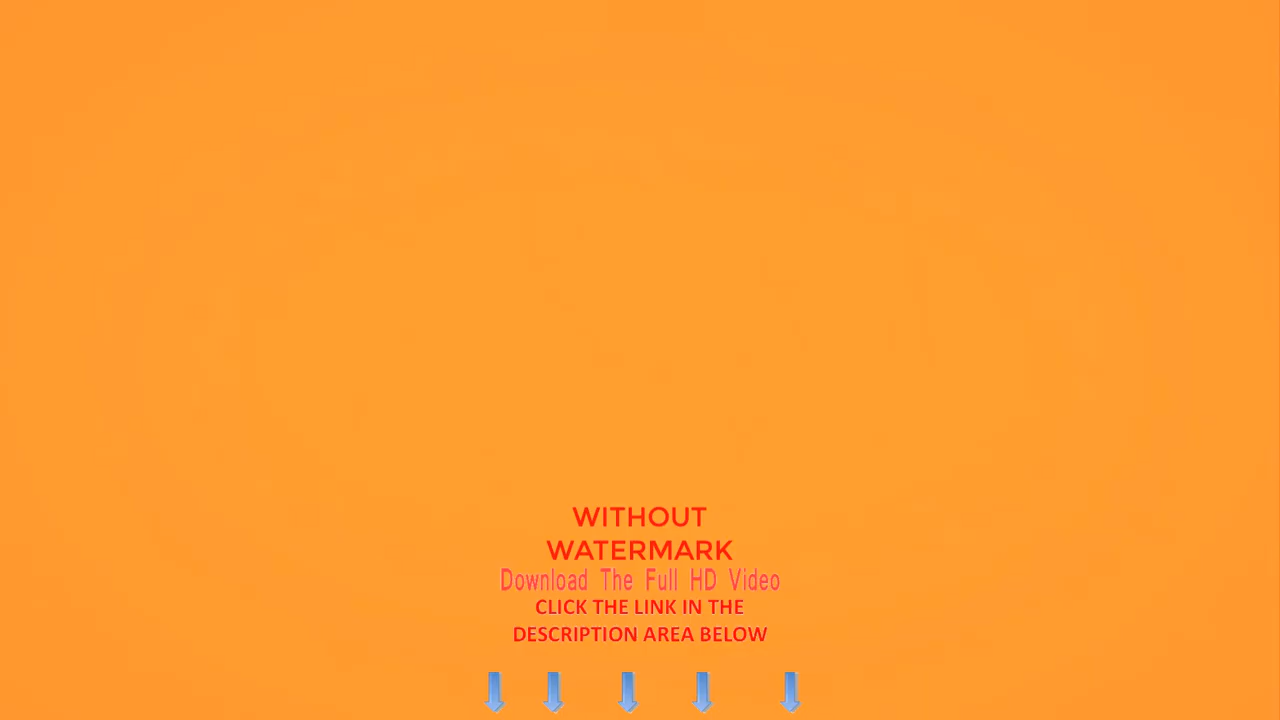 WITHOUT
WATERMARK
Download The Full HD Video
CLICK THE LINK IN THE
DESCRIPTION AREA BELOW